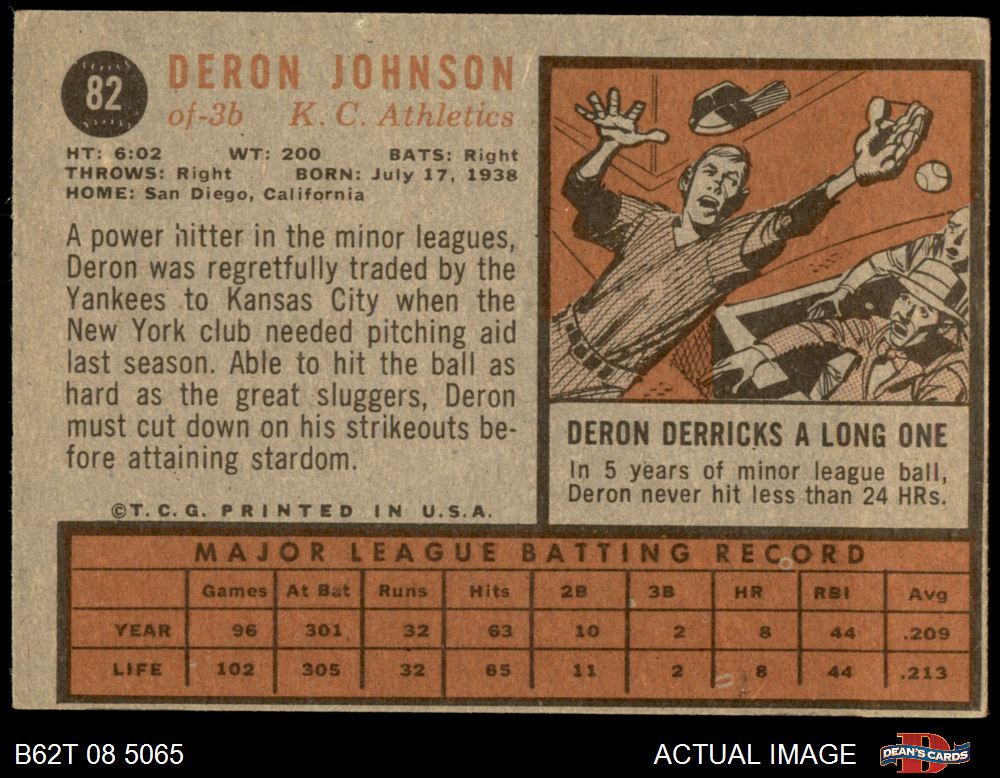 82
DERON JOHNSON
of-3b K. C. Athletics
HT: 6:02 WT: 200 BATS: Right
THROWS: Right BORN: July 17, 1938
HOME: San Diego, California
A power hitter in the minor leagues,
Deron was regretfully traded by the
Yankees to Kansas City when the
New York club needed pitching aid
last season. Able to hit the ball as
hard as the great sluggers, Deron
must cut down on his strikeouts be-
fore attaining stardom.
©T. C. G. PRINTED IN U.S.A.
DERON DERRICKS A LONG ONE
In 5 years of minor league ball,
Deron never hit less than 24 HRs.
MAJOR LEAGUE BATTING RECORD
Games At Bat Runs Hits 2B 3B HR RBI Avg
YEAR 96 301 32 63 10 2 8 44 .209
LIFE 102 305 32 65 11 2 8 44 .213
B62T 08 5065
ACTUAL IMAGE
DEAN'S CARDS